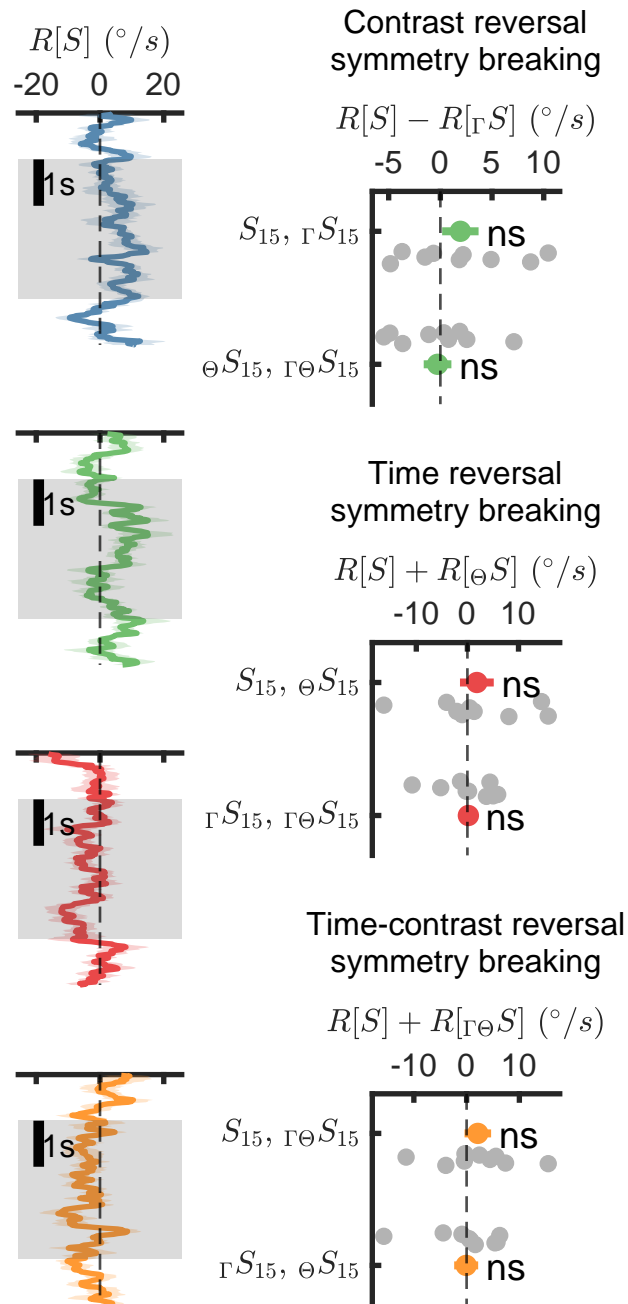 R[S] (°/s)
-20 0 20
1s
1s
1s
1s
Contrast reversal
symmetry breaking
R[S] − R[ΓS] (°/s)
-5 0 5 10
S15, ΓS15 ns
ΘS15, ΓΘS15 ns
Time reversal
symmetry breaking
R[S] + R[ΘS] (°/s)
-10 0 10
S15, ΘS15 ns
ΓS15, ΓΘS15 ns
Time-contrast reversal
symmetry breaking
R[S] + R[ΓΘS] (°/s)
-10 0 10
S15, ΓΘS15 ns
ΓS15, ΘS15 ns